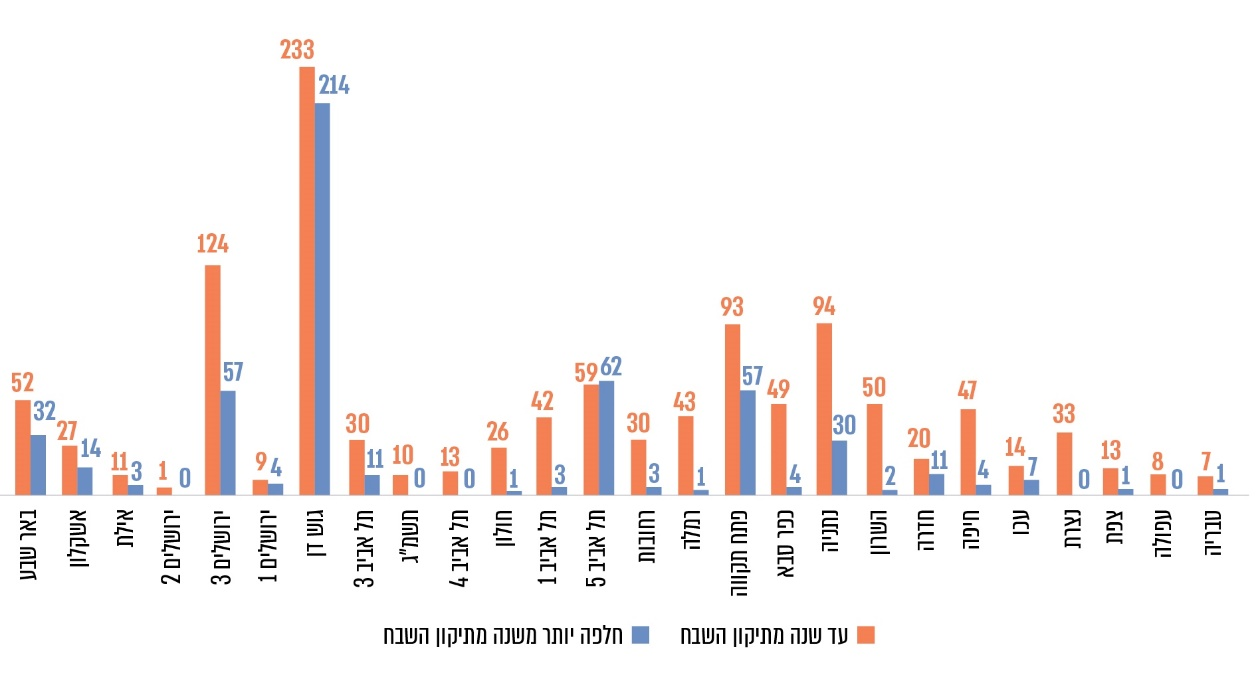 233
214
124
57
52
32
27
14
11
3
1
0
9
4
30
11
10
0
13
0
26
1
42
3
59
62
30
3
43
1
93
57
49
4
94
30
50
2
20
11
47
4
14
7
33
0
13
1
8
0
7
1
באר שבע
אשקלון
אילת
ירושלים 2
ירושלים 3
ירושלים 1
גוש דן
תל אביב 3
תשמ"ג
תל אביב 4
חולון
תל אביב 1
תל אביב 5
רחובות
רמלה
פתח תקווה
כפר סבא
נתניה
השרון
חדרה
חיפה
עכו
נצרת
צפת
עפולה
טבריה
עד שנה מתיקון השבח
חלפה יותר משנה מתיקון השבח